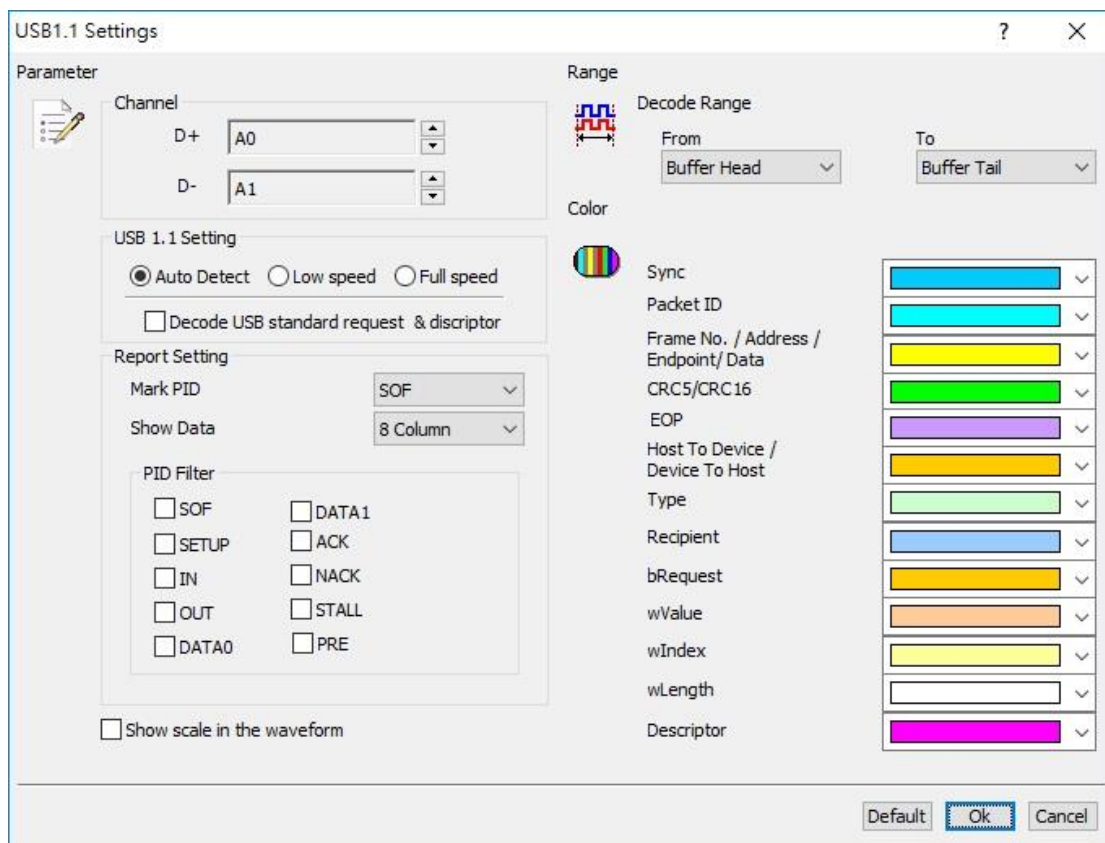 USB1.1 Settings
?
Parameter
Channel
D+
A0
D-
A1
USB 1.1 Setting
Auto Detect
Low speed
Full speed
Decode USB standard request & discriptor
Report Setting
Mark PID
SOF
Show Data
8 Column
PID Filter
SOF
DATA1
SETUP
ACK
IN
NACK
OUT
STALL
DATA0
PRE
Show scale in the waveform
Range
Decode Range
From
To
Buffer Head
Buffer Tail
Color
Sync
Packet ID
Frame No. / Address /
Endpoint/ Data
CRC5/CRC16
EOP
Host To Device /
Device To Host
Type
Recipient
bRequest
wValue
wIndex
wLength
Descriptor
Default
Ok
Cancel